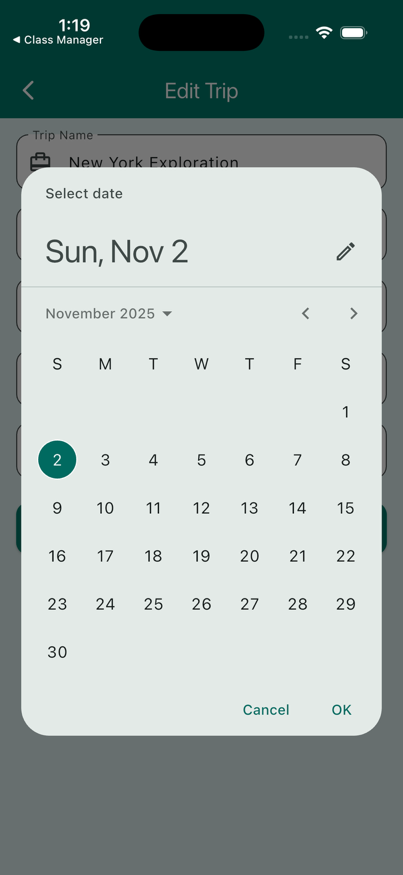 1:19
◀ Class Manager
Edit Trip
Trip Name
New York Exploration
Select date
Sun, Nov 2
November 2025
S M T W T F S
1
2 3 4 5 6 7 8
9 10 11 12 13 14 15
16 17 18 19 20 21 22
23 24 25 26 27 28 29
30
Cancel OK